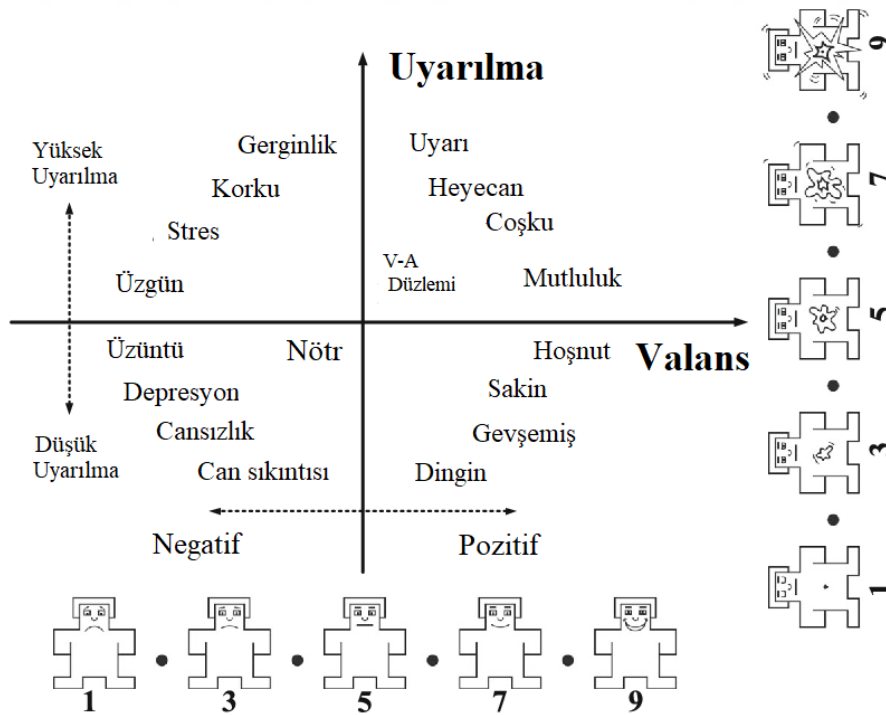 Uyarılma
Yüksek
Uyarılma
Gerginlik
Uyarı
Korku
Heyecan
Stres
Coşku
V-A
Düzlemi
Üzgün
Mutluluk
Üzüntü
Nötr
Hoşnut
Valans
Depresyon
Sakin
Cansızlık
Gevşemiş
Düşük
Uyarılma
Can sıkıntısı
Dingin
Negatif
Pozitif
1
3
5
7
9
9
7
5
3
1